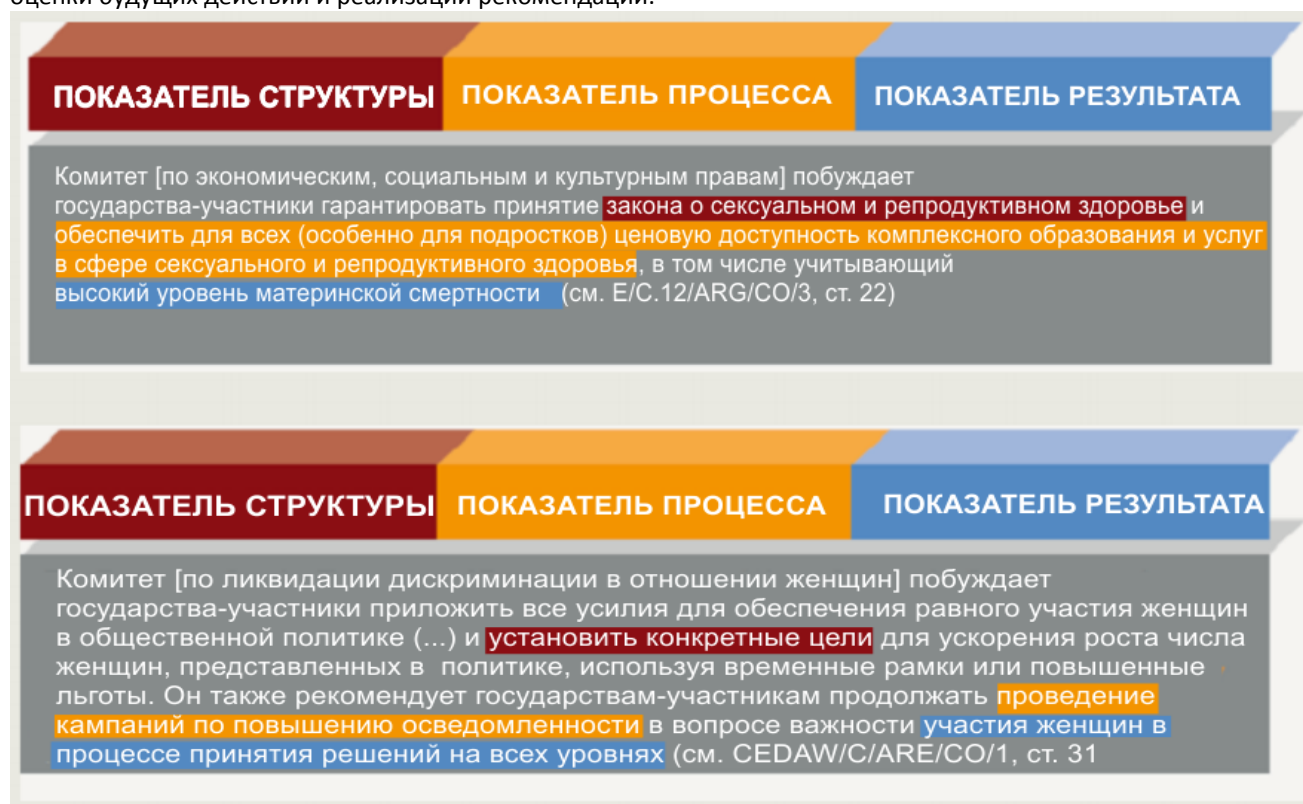 оценки будущих действий и реализации рекомендаций.
ПОКАЗАТЕЛЬ СТРУКТУРЫ ПОКАЗАТЕЛЬ ПРОЦЕССА ПОКАЗАТЕЛЬ РЕЗУЛЬТАТА
Комитет [по экономическим, социальным и культурным правам] побуждает
государства-участники гарантировать принятие закона о сексуальном и репродуктивном здоровье и
обеспечить для всех (особенно для подростков) ценовую доступность комплексного образования и услуг
в сфере сексуального и репродуктивного здоровья, в том числе учитывающий
высокий уровень материнской смертности (см. E/C.12/ARG/CO/3, ст. 22)
ПОКАЗАТЕЛЬ СТРУКТУРЫ ПОКАЗАТЕЛЬ ПРОЦЕССА ПОКАЗАТЕЛЬ РЕЗУЛЬТАТА
Комитет [по ликвидации дискриминации в отношении женщин] побуждает
государства-участники приложить все усилия для обеспечения равного участия женщин
в общественной политике (...) и установить конкретные цели для ускорения роста числа
женщин, представленных в политике, используя временные рамки или повышенные
льготы. Он также рекомендует государствам-участникам продолжать проведение
кампаний по повышению осведомленности в вопросе важности участия женщин в
процессе принятия решений на всех уровнях (см. CEDAW/C/ARE/CO/1, ст. 31